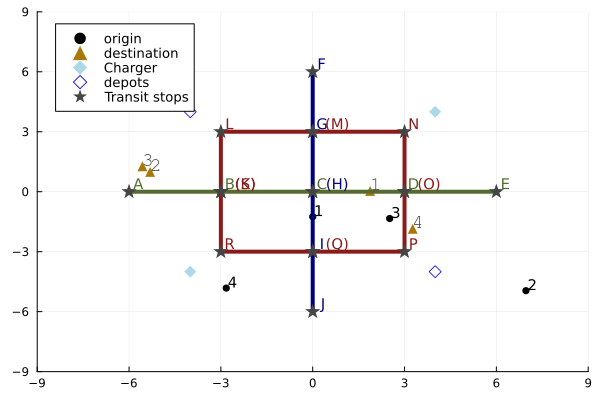 9
origin
destination
Charger
depots
Transit stops
6
F
3
L
G(M)
N
3
2
0
A
B
C(H)
1
D(O)
E
1
3
4
−3
R
I(Q)
P
4
2
−6
J
−9
−9 −6 −3 0 3 6 9